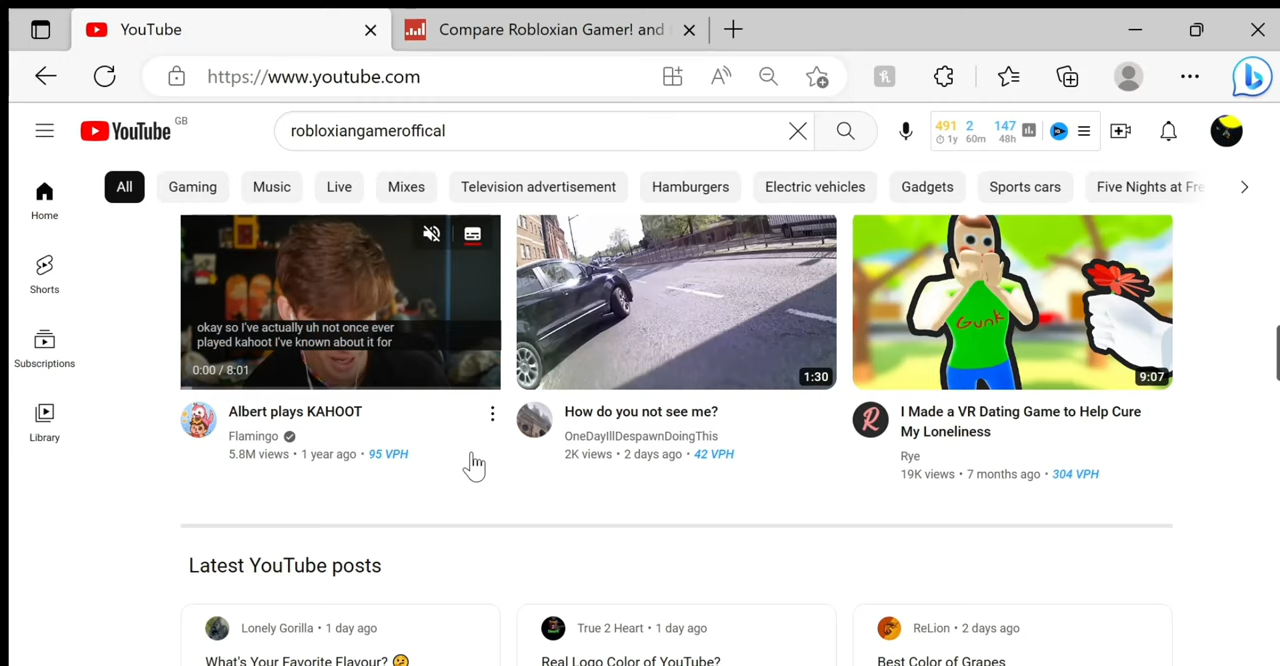 YouTube
Compare Robloxian Gamer! and
https://www.youtube.com
YouTube GB
robloxiangameroffical
491 2 147
1y 60m 48h
All Gaming Music Live Mixes Television advertisement Hamburgers Electric vehicles Gadgets Sports cars Five Nights at Fre
Home
Shorts
Subscriptions
Library
okay so I've actually uh not once ever
played kahoot I've known about it for
0:00 / 8:01
Albert plays KAHOOT
Flamingo
5.8M views • 1 year ago • 95 VPH
1:30
How do you not see me?
OneDayIllDespawnDoingThis
2K views • 2 days ago • 42 VPH
Gunk
9:07
I Made a VR Dating Game to Help Cure
My Loneliness
Rye
19K views • 7 months ago • 304 VPH
Latest YouTube posts
Lonely Gorilla • 1 day ago
What's Your Favorite Flavour?
True 2 Heart • 1 day ago
Real Logo Color of YouTube?
ReLion • 2 days ago
Best Color of Grapes